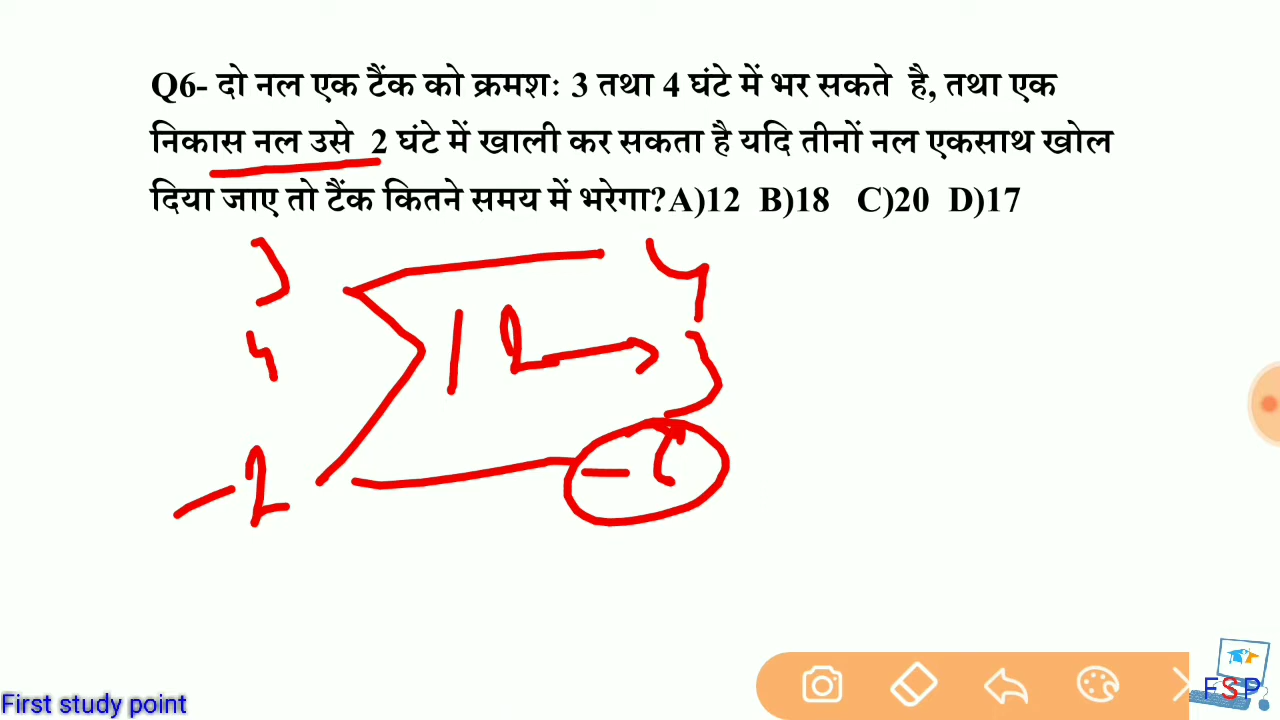 Q6- दो नल एक टैंक को क्रमशः 3 तथा 4 घंटे में भर सकते है, तथा एक
निकास नल उसे 2 घंटे में खाली कर सकता है यदि तीनों नल एकसाथ खोल
दिया जाए तो टैंक कितने समय में भरेगा?A)12 B)18 C)20 D)17
3 4
4 12 3
-2 -6
First study point
FSP